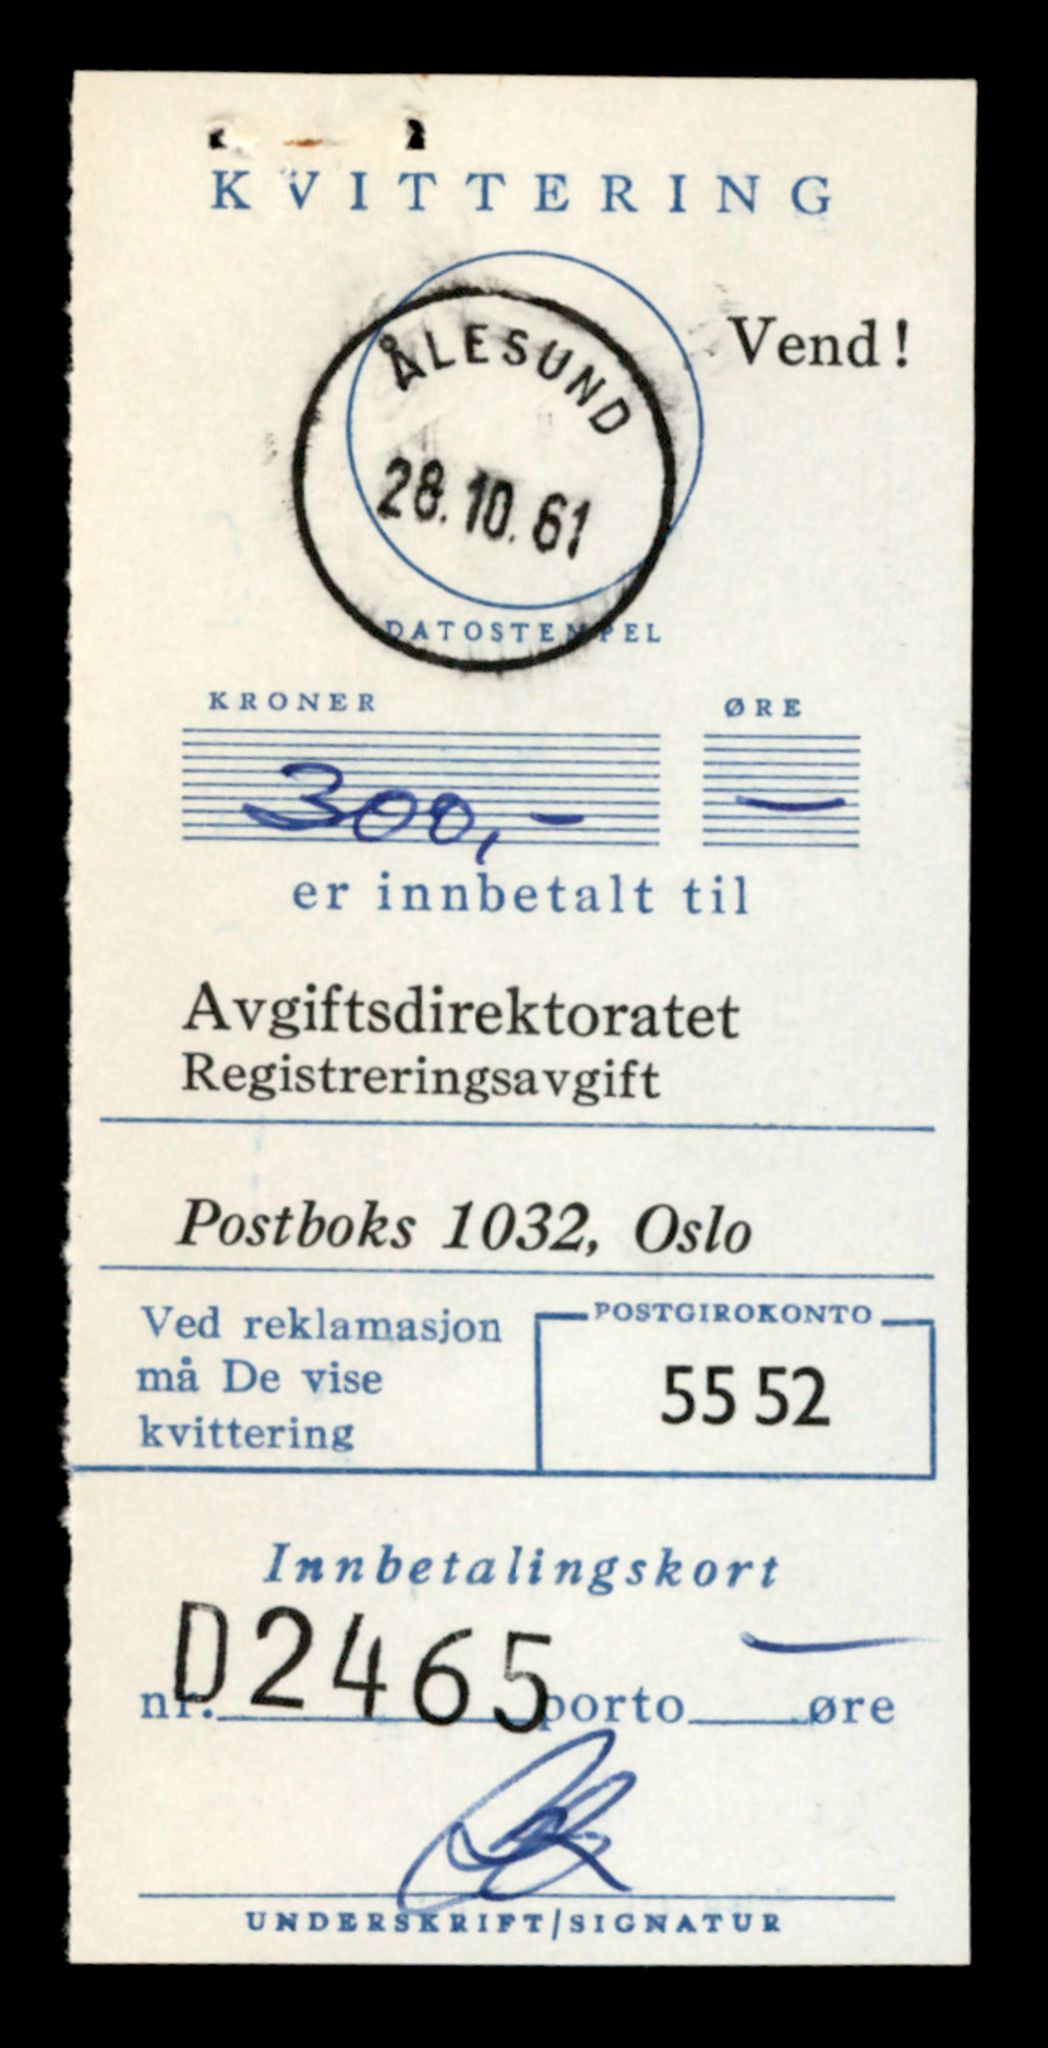 KVITTERING
Vend!
ÅLESUND
28.10.61
DATOSTEMPEL
KRONER ØRE
300,- —
er innbetalt til
Avgiftsdirektoratet
Registreringsavgift
Postboks 1032, Oslo
Ved reklamasjon
må De vise
kvittering
POSTGIROKONTO
55 52
Innbetalingskort
nr. D2465 porto — øre
UNDERSKRIFT/SIGNATUR